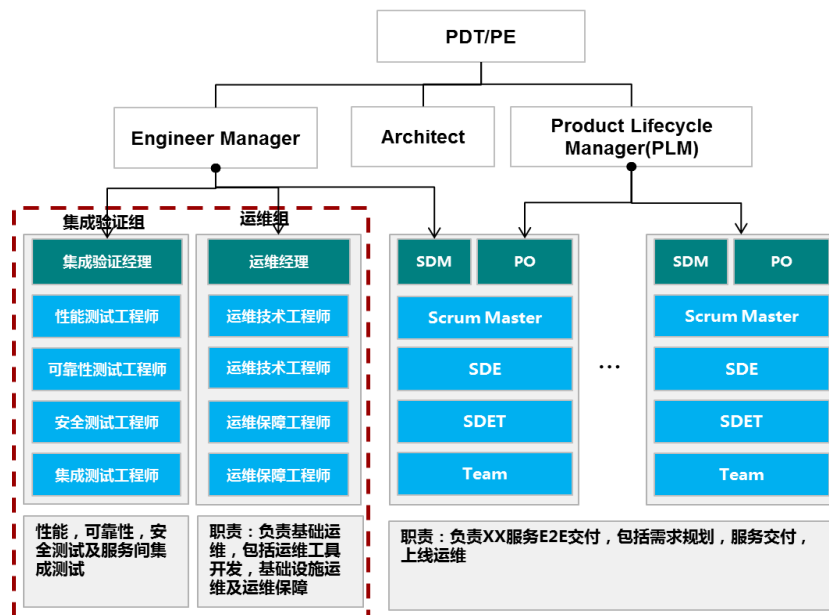 PDT/PE
Engineer Manager
Architect
Product Lifecycle
Manager(PLM)
集成验证组
运维组
集成验证经理
性能测试工程师
可靠性测试工程师
安全测试工程师
集成测试工程师
运维经理
运维技术工程师
运维技术工程师
运维保障工程师
运维保障工程师
SDM
PO
Scrum Master
SDE
SDET
Team
...
SDM
PO
Scrum Master
SDE
SDET
Team
性能，可靠性，安
全测试及服务间集
成测试
职责：负责基础运
维，包括运维工具
开发，基础设施运
维及运维保障
职责：负责XX服务E2E交付，包括需求规划，服务交付，
上线运维